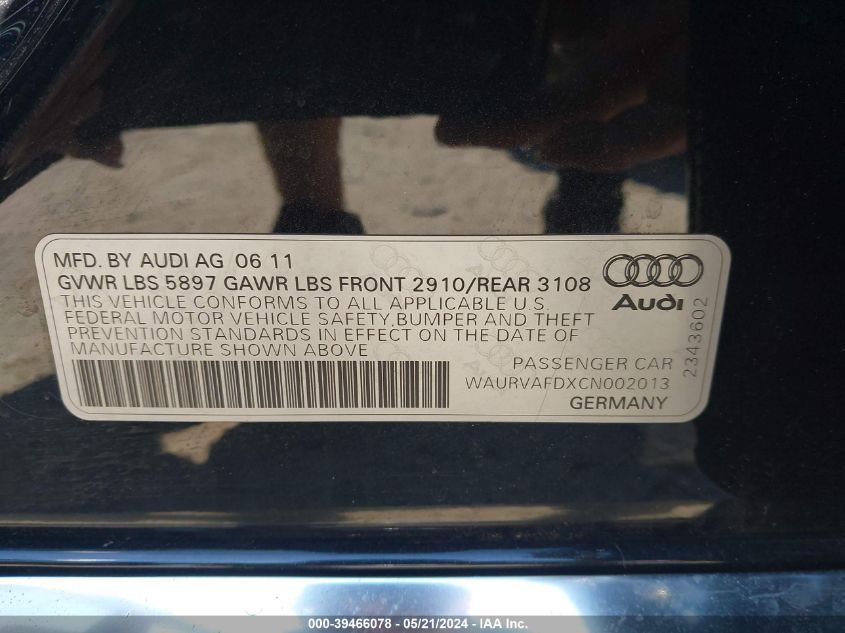 MFD. BY AUDI AG 06 11
GVWR LBS 5897 GAWR LBS FRONT 2910/REAR 3108
THIS VEHICLE CONFORMS TO ALL APPLICABLE U.S.
FEDERAL MOTOR VEHICLE SAFETY,BUMPER AND THEFT
PREVENTION STANDARDS IN EFFECT ON THE DATE OF
MANUFACTURE SHOWN ABOVE
Audi
2343602
PASSENGER CAR
WAURVAFDXCN002013
GERMANY
000-39466078 - 05/21/2024 - IAAI Inc.